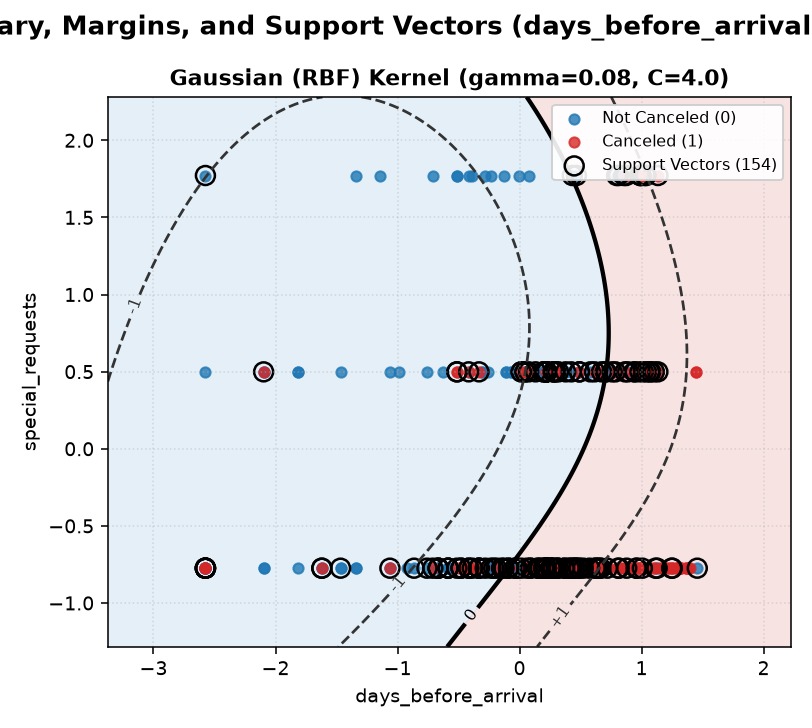 ary, Margins, and Support Vectors (days_before_arrival
Gaussian (RBF) Kernel (gamma=0.08, C=4.0)
Not Canceled (0)
Canceled (1)
Support Vectors (154)
2.0
1.5
1.0
0.5
0.0
−0.5
−1.0
special_requests
-1
-1
0
+1
−3
−2
−1
0
1
2
days_before_arrival